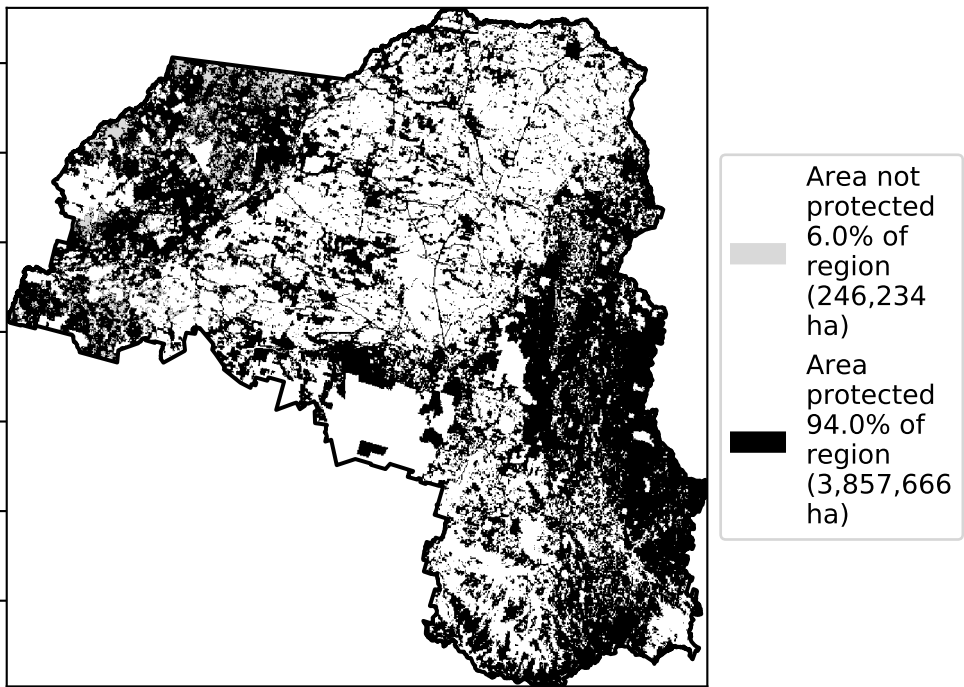 Area not
protected
6.0% of
region
(246,234
ha)
Area
protected
94.0% of
region
(3,857,666
ha)